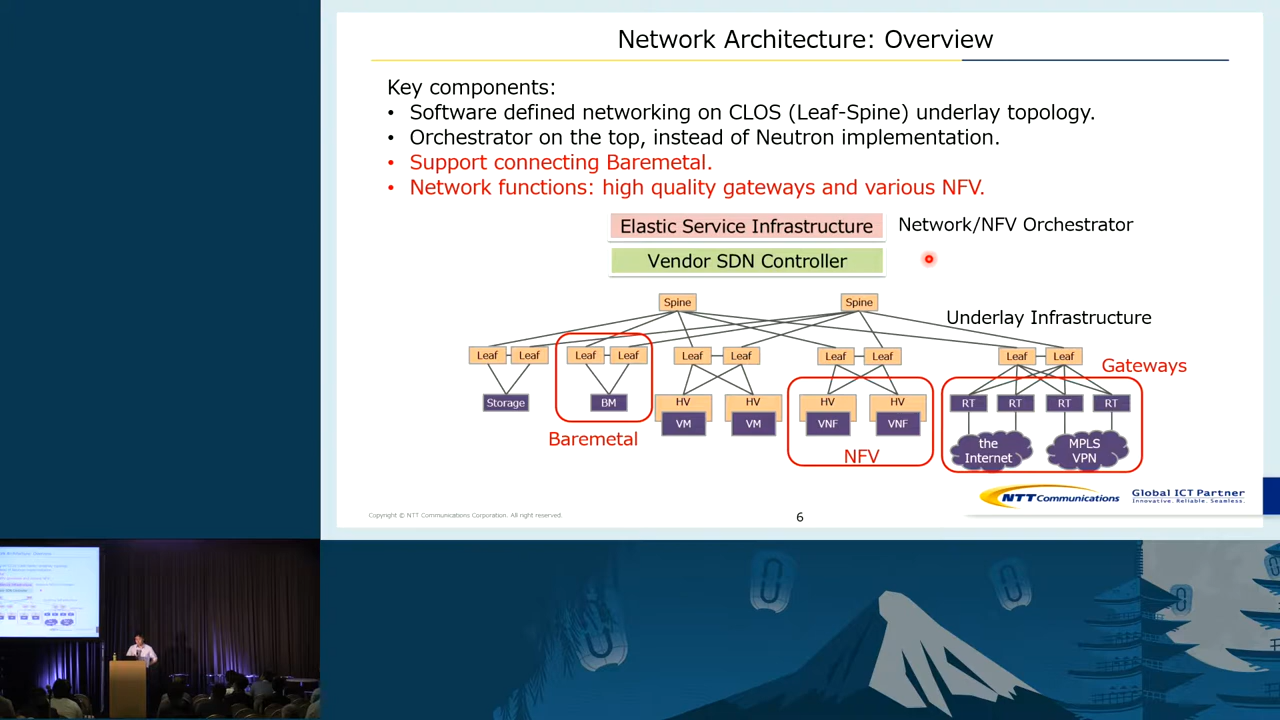 Network Architecture: Overview
Key components:
• Software defined networking on CLOS (Leaf-Spine) underlay topology.
• Orchestrator on the top, instead of Neutron implementation.
• Support connecting Baremetal.
• Network functions: high quality gateways and various NFV.
Elastic Service Infrastructure
Network/NFV Orchestrator
Vendor SDN Controller
Spine
Spine
Underlay Infrastructure
Leaf
Leaf
Leaf
Leaf
Leaf
Leaf
Leaf
Leaf
Leaf
Leaf
Gateways
Storage
BM
HV
HV
HV
HV
RT
RT
RT
RT
VM
VM
VNF
VNF
Baremetal
NFV
the
Internet
MPLS
VPN
NTT Communications
Global ICT Partner
Innovative. Reliable. Seamless.
Copyright © NTT Communications Corporation. All right reserved.
6